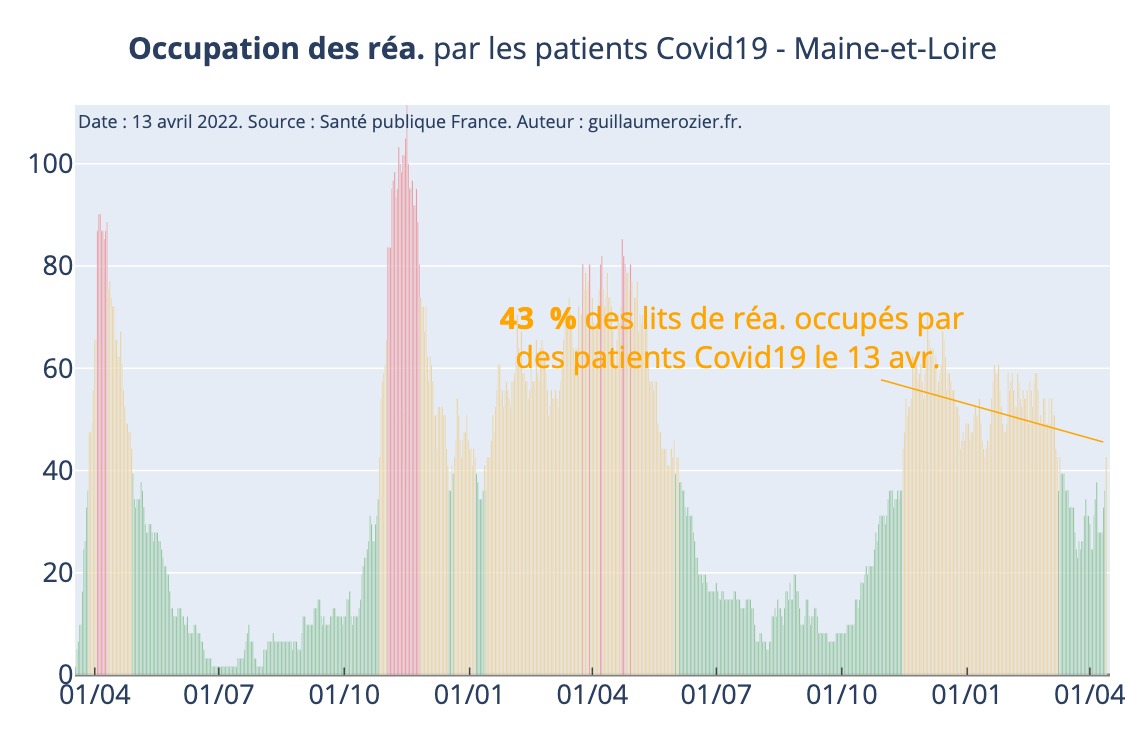 Occupation des réa. par les patients Covid19 - Maine-et-Loire
Date : 13 avril 2022. Source : Santé publique France. Auteur : guillaumerozier.fr.
100
80
43 % des lits de réa. occupés par
des patients Covid19 le 13 avr.
60
40
20
0
01/04 01/07 01/10 01/01 01/04 01/07 01/10 01/01 01/04